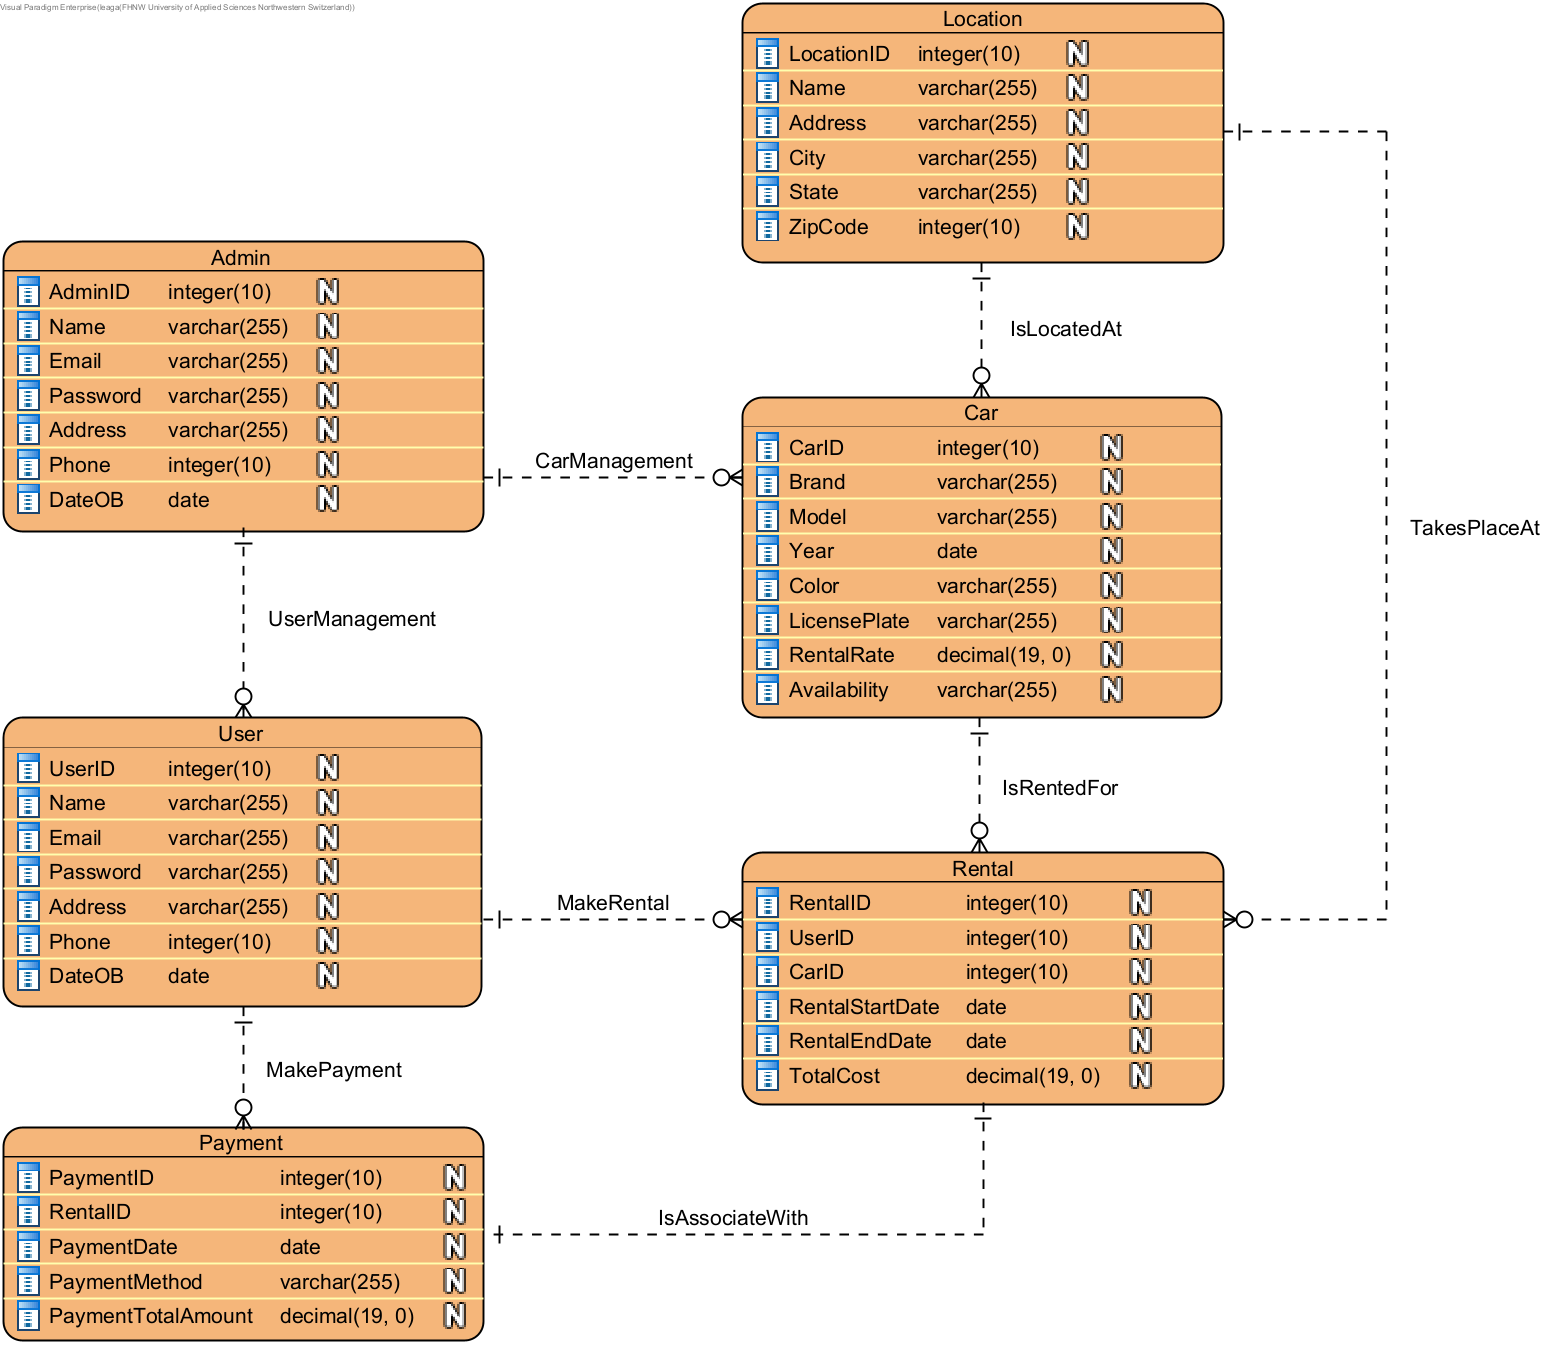 Visual Paradigm Enterprise(leaga(FHNW University of Applied Sciences Northwestern Switzerland))
Location
LocationID integer(10) N
Name varchar(255) N
Address varchar(255) N
City varchar(255) N
State varchar(255) N
ZipCode integer(10) N
Admin
AdminID integer(10) N
Name varchar(255) N
Email varchar(255) N
Password varchar(255) N
Address varchar(255) N
Phone integer(10) N
DateOB date N
IsLocatedAt
CarManagement
Car
CarID integer(10) N
Brand varchar(255) N
Model varchar(255) N
Year date N
Color varchar(255) N
LicensePlate varchar(255) N
RentalRate decimal(19, 0) N
Availability varchar(255) N
TakesPlaceAt
UserManagement
User
UserID integer(10) N
Name varchar(255) N
Email varchar(255) N
Password varchar(255) N
Address varchar(255) N
Phone integer(10) N
DateOB date N
IsRentedFor
MakeRental
Rental
RentalID integer(10) N
UserID integer(10) N
CarID integer(10) N
RentalStartDate date N
RentalEndDate date N
TotalCost decimal(19, 0) N
MakePayment
Payment
PaymentID integer(10) N
RentalID integer(10) N
PaymentDate date N
PaymentMethod varchar(255) N
PaymentTotalAmount decimal(19, 0) N
IsAssociateWith